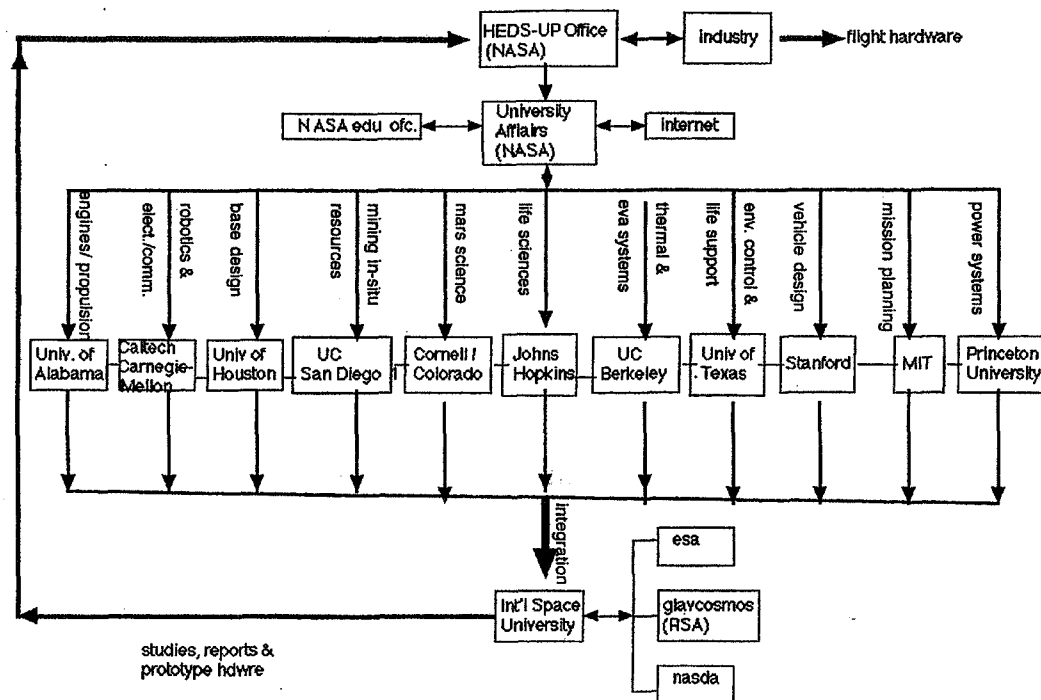 HEDS-UP Office
(NASA)
industry
flight hardware
NASA edu ofc.
University
Affairs
(NASA)
internet
engines/ propulsion
robotics &
elect./comm.
base design
mining in-situ
resources
mars science
life sciences
thermal &
eva systems
env. control &
life support
vehicle design
mission planning
power systems
Univ. of
Alabama
Caltech
Carnegie-
Mellon
Univ of
Houston
UC
San Diego
Cornell /
Colorado
Johns
Hopkins
UC
Berkeley
Univ of
Texas
Stanford
MIT
Princeton
University
integration
esa
Int'l Space
University
glavcosmos
(RSA)
nasda
studies, reports &
prototype hdwre